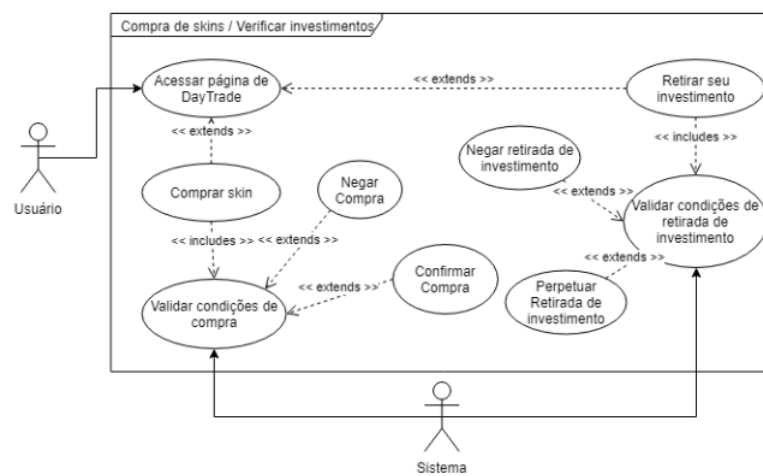 Compra de skins / Verificar investimentos
Acessar página de
DayTrade
<< extends >>
Retirar seu
investimento
<< extends >>
<< includes >>
Usuário
Comprar skin
Negar
Compra
Negar retirada de
investimento
<< extends >>
Validar condições de
retirada de
investimento
<< includes >>
<< extends >>
<< extends >>
Validar condições de
compra
<< extends >>
Confirmar
Compra
Perpetuar
Retirada de
investimento
Sistema